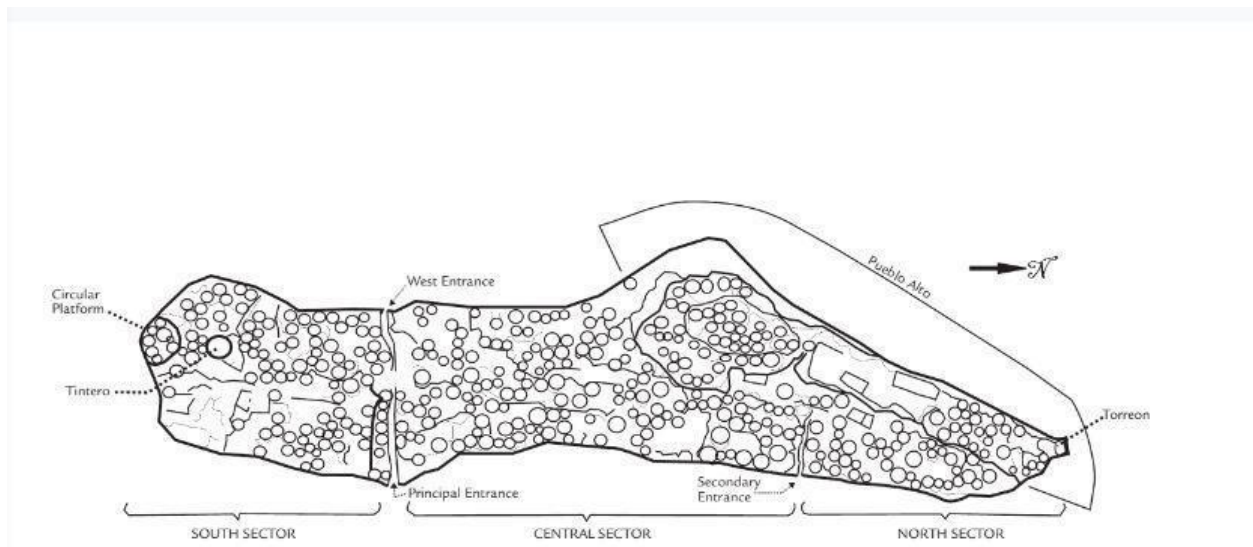 Pueblo Alto
N
West Entrance
Circular
Platform
Tintero
Torreon
Secondary
Entrance
Principal Entrance
SOUTH SECTOR
CENTRAL SECTOR
NORTH SECTOR